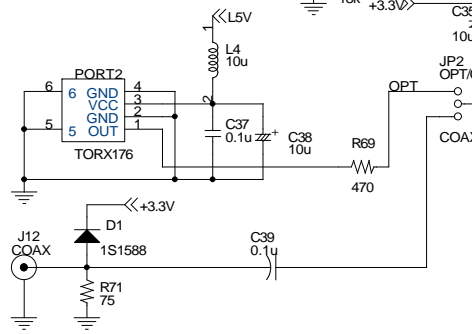 +3.3V
C35
10u
L5V
1
L4
10u
2
JP2
OPT/
OPT
COAX
PORT2
6 6 GND 4
VCC 3
GND 2
5 5 OUT 1
TORX176
C37
0.1u
+
C38
10u
R69
470
+3.3V
D1
1S1588
J12
COAX
C39
0.1u
R71
75